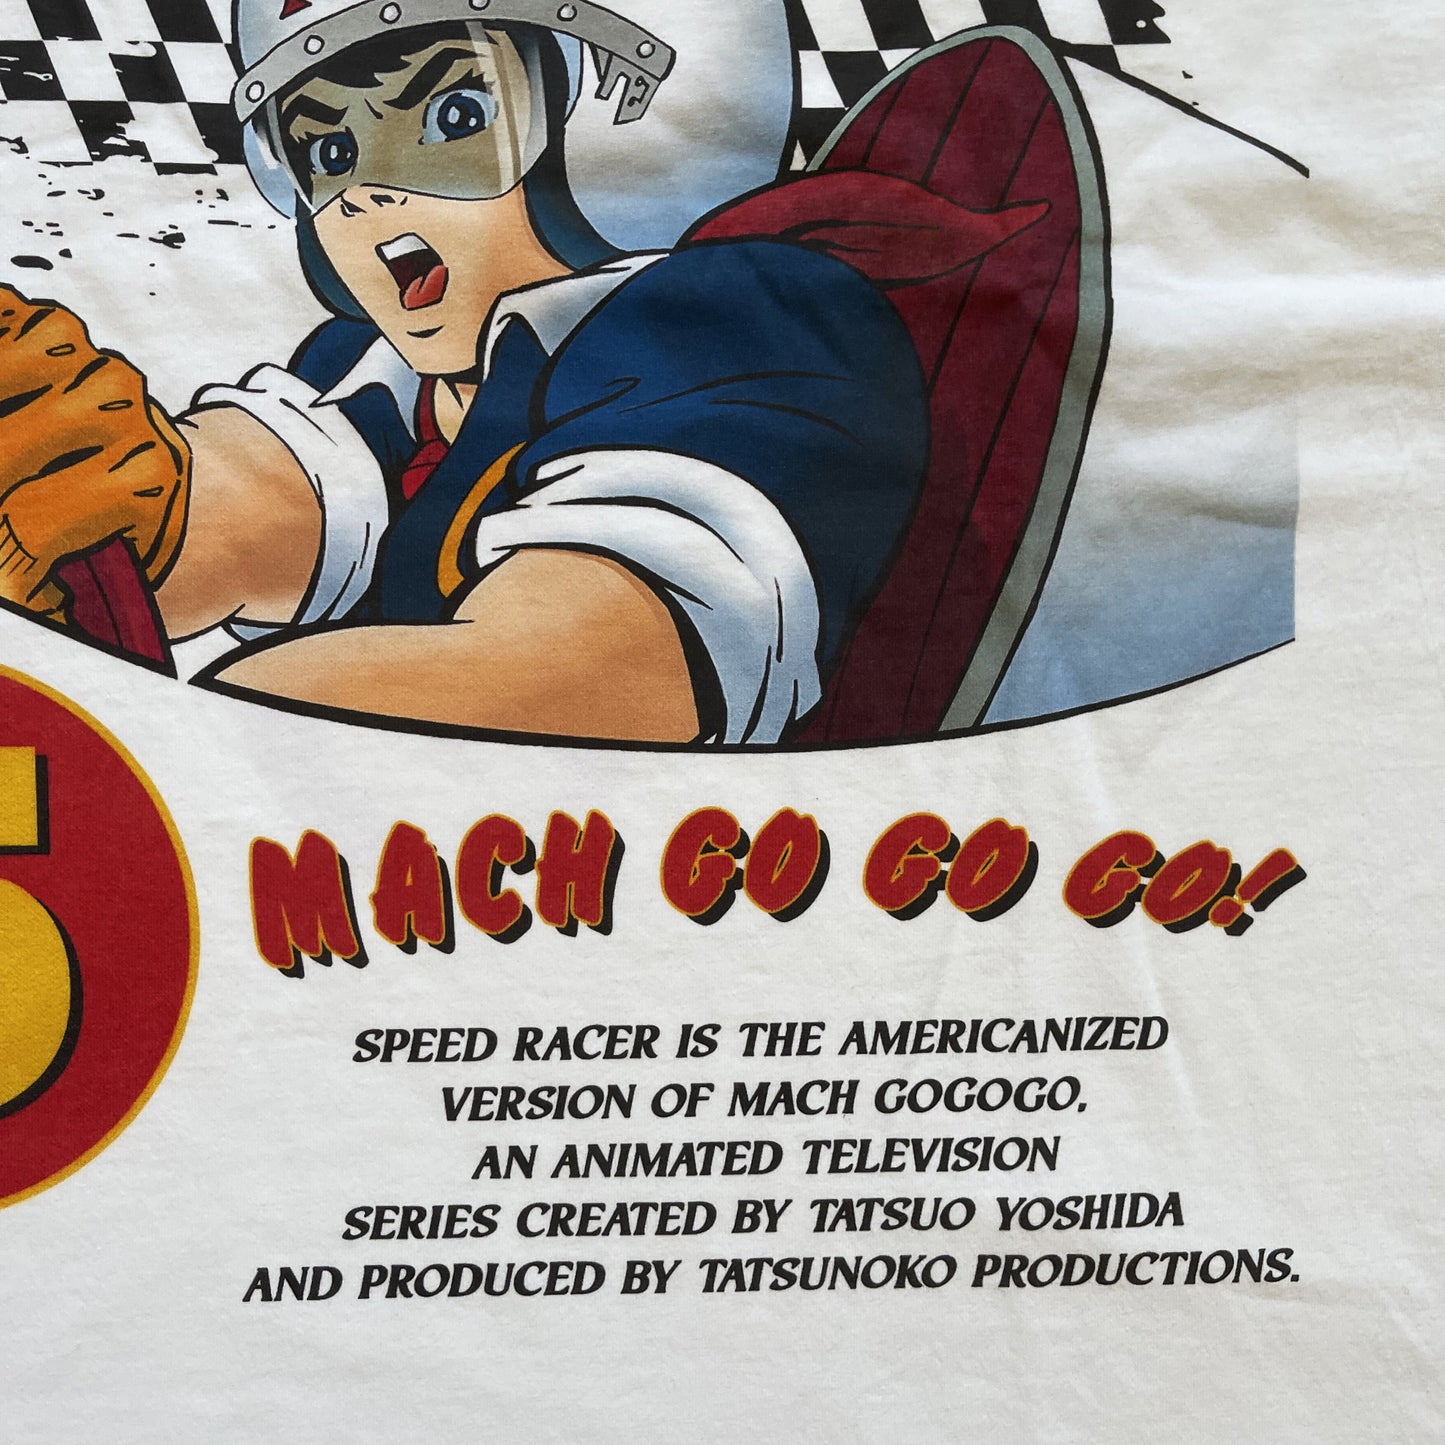 5
MACH GO GO GO!
SPEED RACER IS THE AMERICANIZED
VERSION OF MACH GOGOGO.
AN ANIMATED TELEVISION
SERIES CREATED BY TATSUO YOSHIDA
AND PRODUCED BY TATSUNOKO PRODUCTIONS.